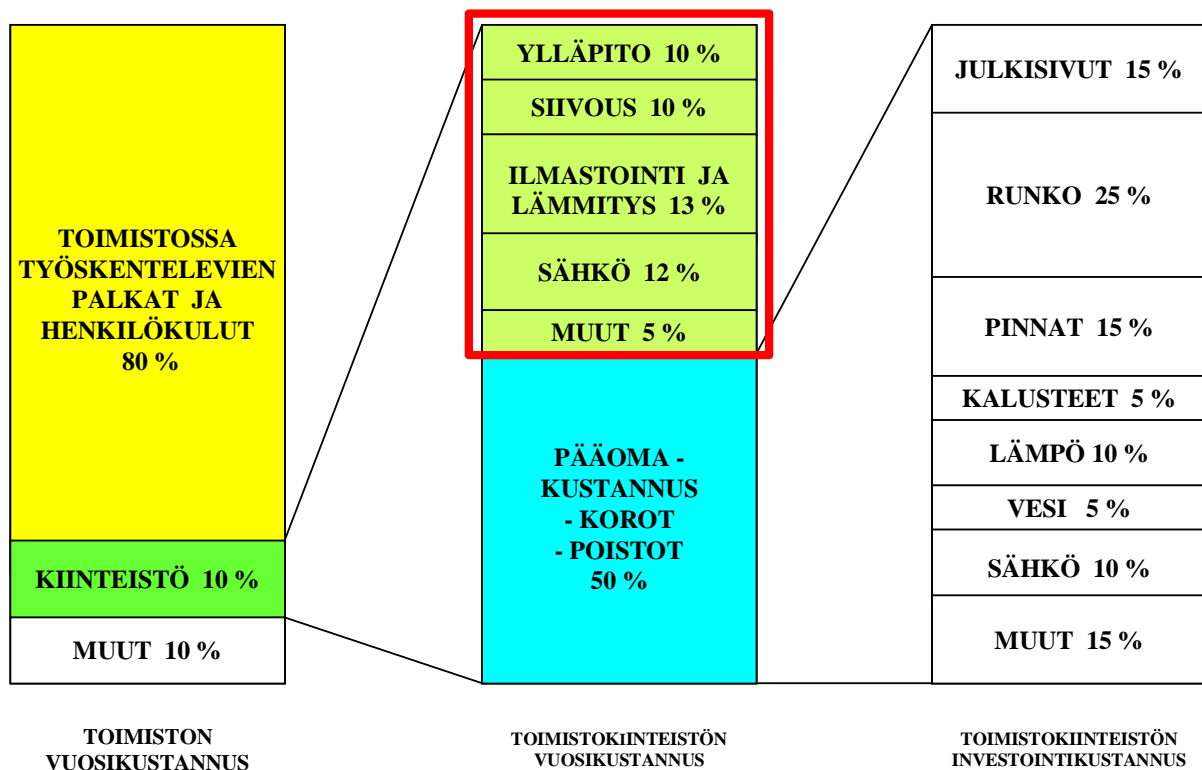 TOIMISTOSSA
TYÖSKENTELEVIEN
PALKAT JA
HENKILÖKULUT
80 %
KIINTEISTÖ 10 %
MUUT 10 %
TOIMISTON
VUOSIKUSTANNUS
YLLÄPITO 10 %
SIIVOUS 10 %
ILMASTOINTI JA
LÄMMITYS 13 %
SÄHKÖ 12 %
MUUT 5 %
PÄÄOMA -
KUSTANNUS
- KOROT
- POISTOT
50 %
TOIMISTOKIINTEISTÖN
VUOSIKUSTANNUS
JULKISIVUT 15 %
RUNKO 25 %
PINNAT 15 %
KALUSTEET 5 %
LÄMPÖ 10 %
VESI 5 %
SÄHKÖ 10 %
MUUT 15 %
TOIMISTOKIINTEISTÖN
INVESTOINTIKUSTANNUS